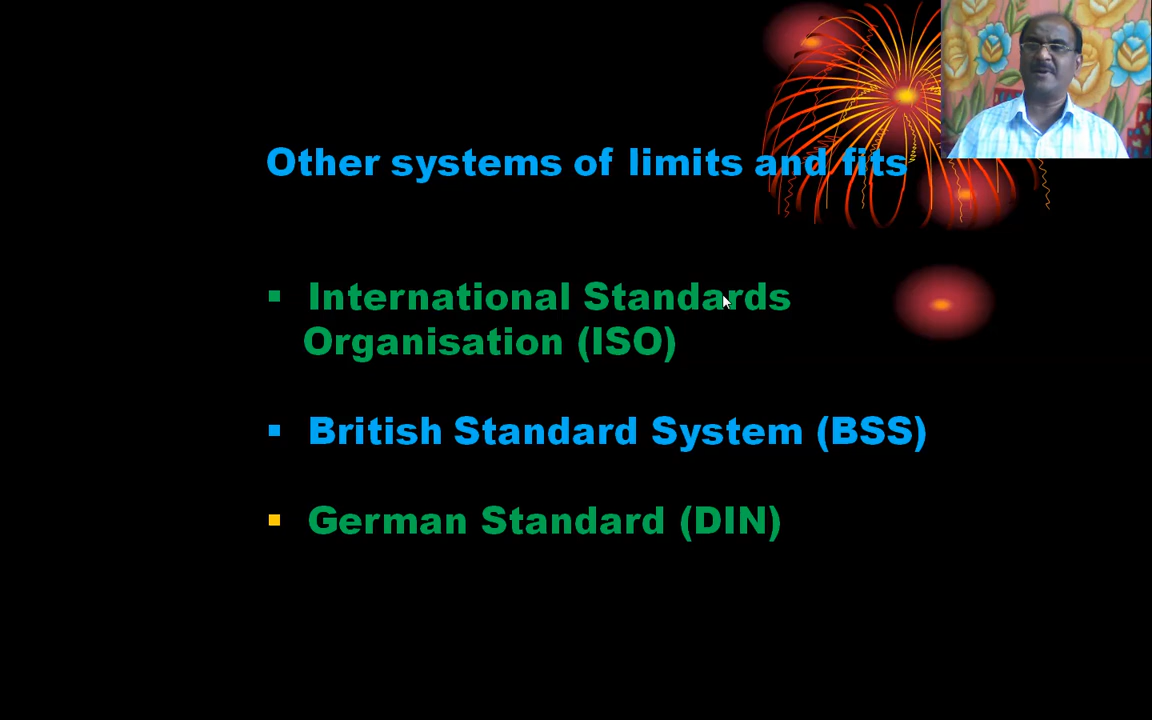 Other systems of limits and fits
▪ International Standards
Organisation (ISO)
▪ British Standard System (BSS)
▪ German Standard (DIN)